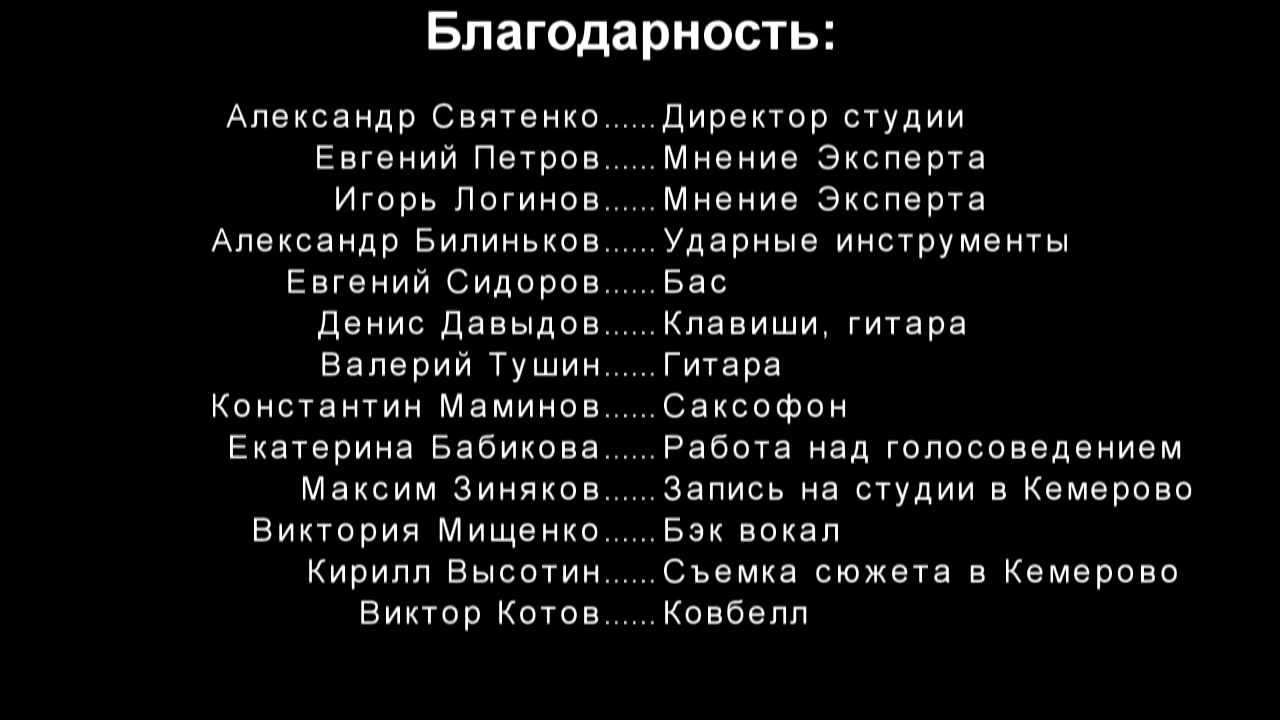 Благодарность:
Александр Святенко......Директор студии
Евгений Петров......Мнение Эксперта
Игорь Логинов......Мнение Эксперта
Александр Билиньков......Ударные инструменты
Евгений Сидоров......Бас
Денис Давыдов......Клавиши, гитара
Валерий Тушин......Гитара
Константин Маминов......Саксофон
Екатерина Бабикова......Работа над голосоведением
Максим Зиняков......Запись на студии в Кемерово
Виктория Мищенко......Бэк вокал
Кирилл Высотин......Съемка сюжета в Кемерово
Виктор Котов......Ковбелл